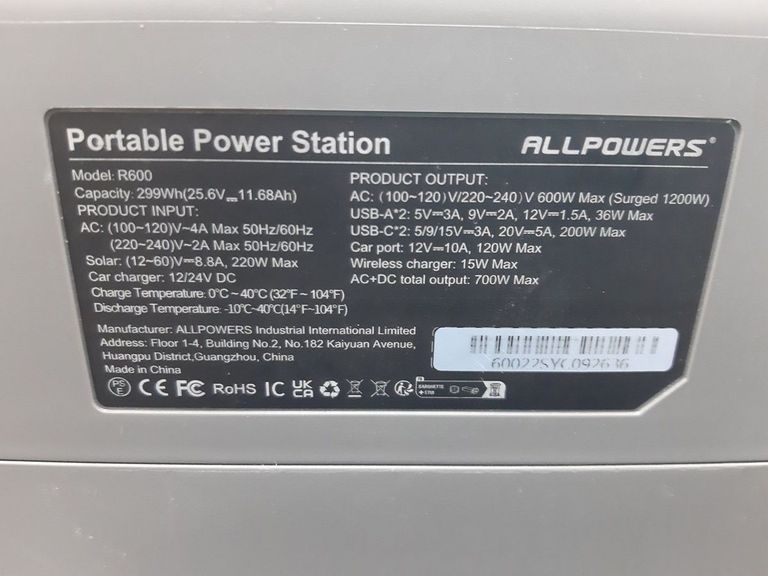 Portable Power Station
ALLPOWERS®
Model: R600
Capacity: 299Wh(25.6V⎓11.68Ah)
PRODUCT INPUT:
AC: (100~120)V~4A Max 50Hz/60Hz
(220~240)V~2A Max 50Hz/60Hz
Solar: (12~60)V⎓8.8A, 220W Max
Car charger: 12/24V DC
Charge Temperature: 0°C ~ 40°C (32°F ~ 104°F)
Discharge Temperature: -10°C~40°C(14°F~104°F)
PRODUCT OUTPUT:
AC: (100~120)V/220~240)V 600W Max (Surged 1200W)
USB-A*2: 5V⎓3A, 9V⎓2A, 12V⎓1.5A, 36W Max
USB-C*2: 5/9/15V⎓3A, 20V⎓5A, 200W Max
Car port: 12V⎓10A, 120W Max
Wireless charger: 15W Max
AC+DC total output: 700W Max
Manufacturer: ALLPOWERS Industrial International Limited
Address: Floor 1-4, Building No.2, No.182 Kaiyuan Avenue,
Huangpu District,Guangzhou, China
Made in China
60022SYC092636
PS E CE FC RoHS IC UK CA